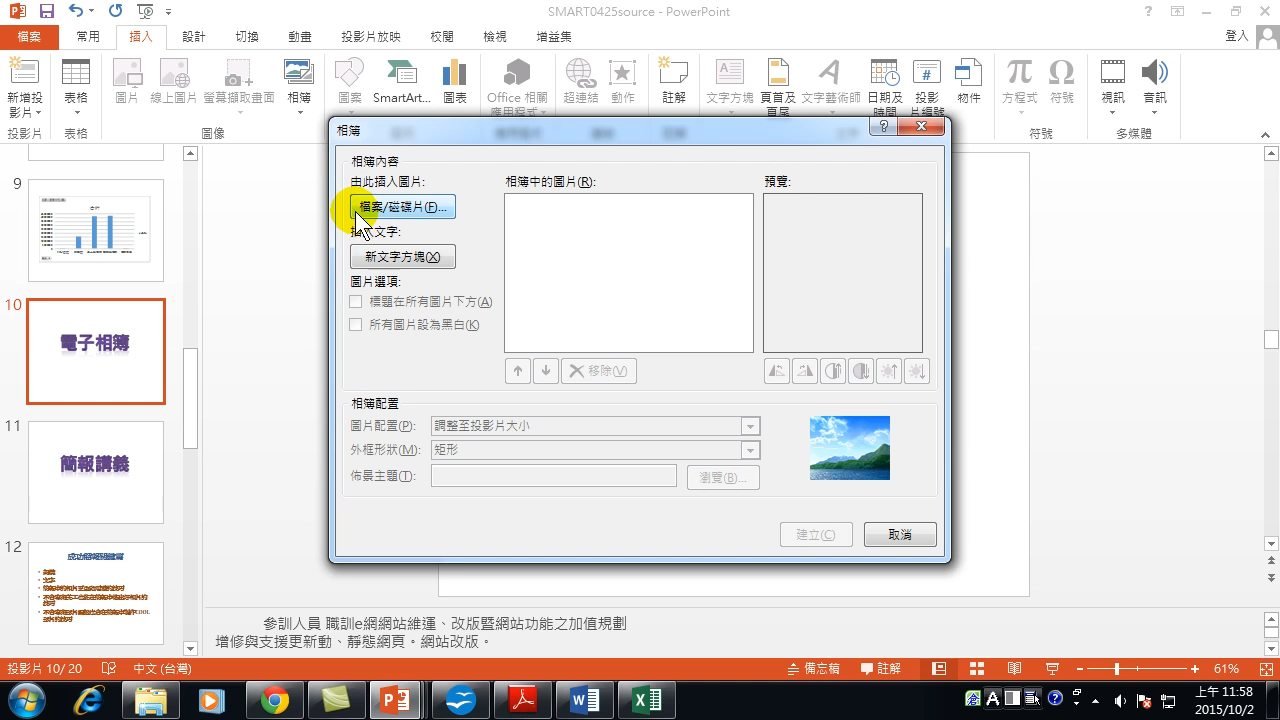 SMART0425source - PowerPoint
檔案 常用 插入 設計 切換 動畫 投影片放映 校閱 檢視 增益集 登入
新增投影片 表格 圖片 線上圖片 螢幕擷取畫面 相簿 圖案 SmartArt... 圖表 Office 相關應用程式 超連結 動作 註解 文字方塊 頁首及頁尾 文字藝術師 日期及時間 投影片編號 物件 方程式 符號 視訊 音訊
投影片 表格 圖像 符號 多媒體
相簿
相簿內容
由此插入圖片: 相簿中的圖片(R): 預覽:
檔案/磁碟片(F)...
文字:
新文字方塊(X)
圖片選項:
標題在所有圖片下方(A)
所有圖片設為黑白(K)
移除(V)
相簿配置
圖片配置(P): 調整至投影片大小
外框形狀(M): 矩形
佈景主題(T): 瀏覽(B)...
建立(C) 取消
9
10
電子相簿
11
簡報講義
12
參訓人員 職訓e網網站維運、改版暨網站功能之加值規劃
增修與支援更新動、靜態網頁。網站改版。
投影片 10/ 20 中文 (台灣) 備忘稿 註解 61%
上午 11:58
2015/10/2